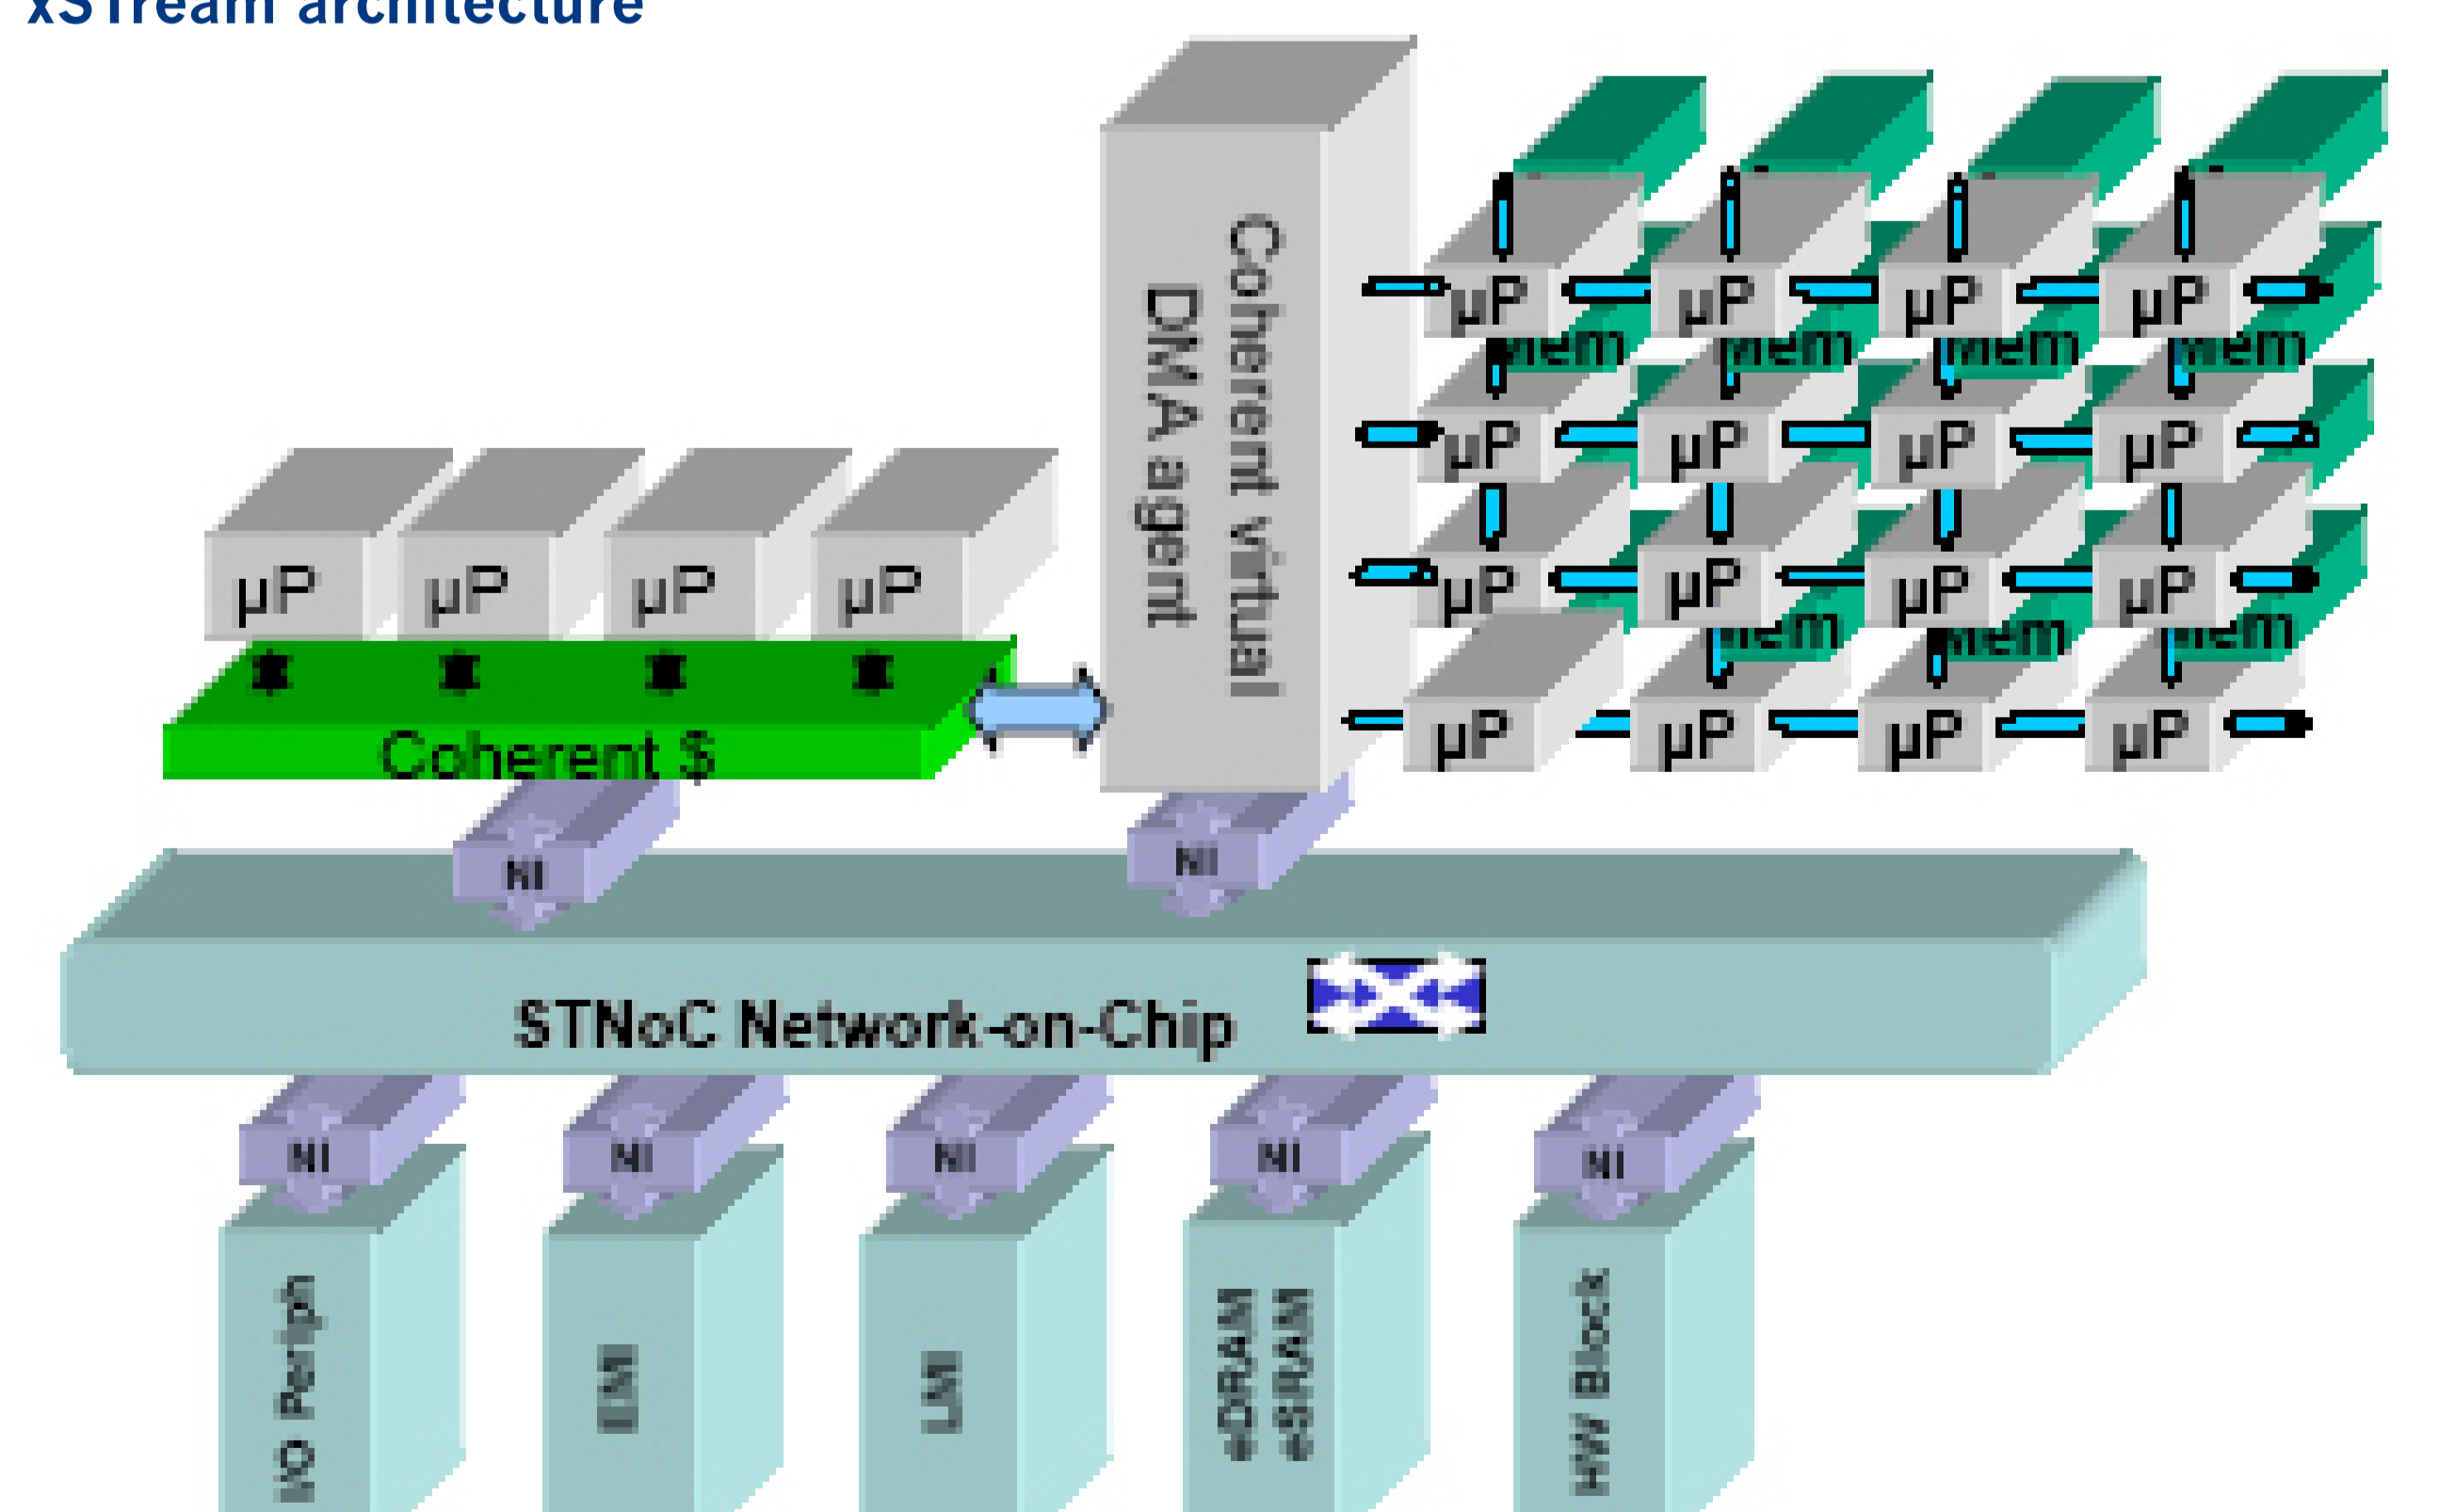 xSTream architecture
Coherent virtual
DMA agent
µP µP µP µP
Mem Mem Mem Mem
µP µP µP µP
µP µP µP µP
Mem Mem Mem
µP µP µP µP
µP µP µP µP
Coherent $
NI NI
STNoC Network-on-Chip
NI NI NI NI NI
I/O Periph
LMI
eDRAM
eSRAM
HW Block